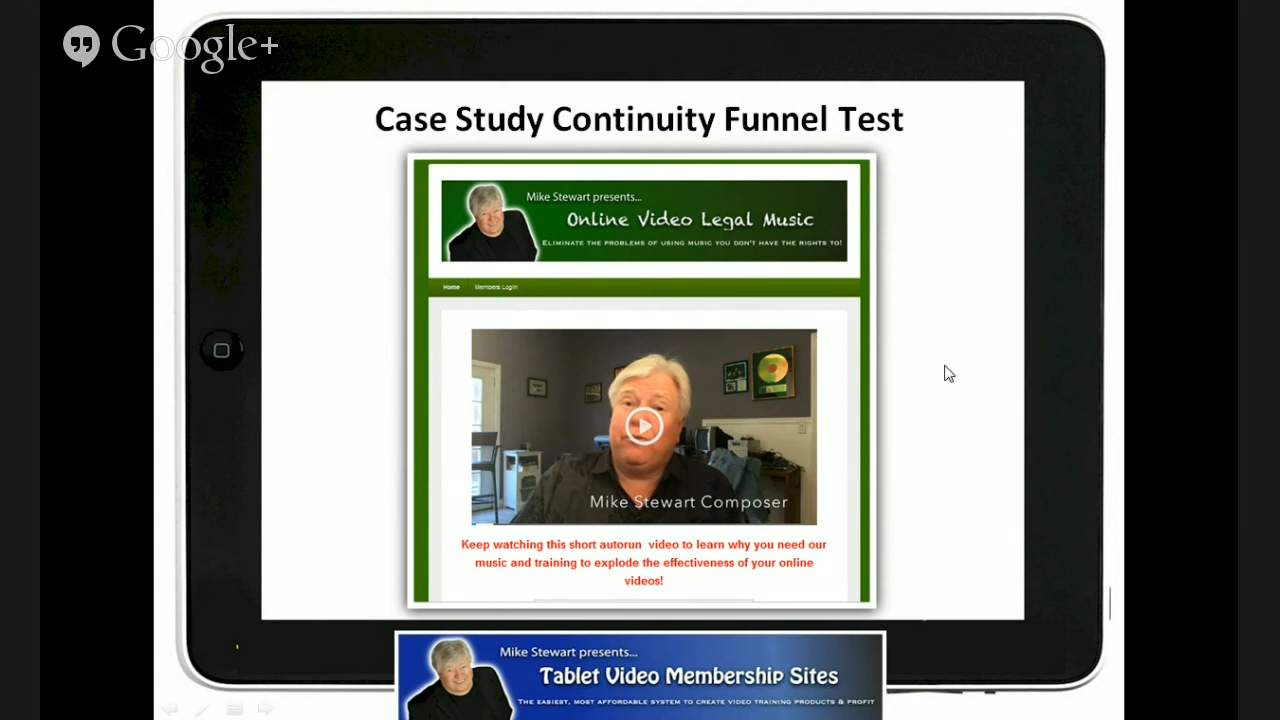 Google+
Case Study Continuity Funnel Test
Mike Stewart presents...
Online Video Legal Music
Eliminate the problems of using music you don't have the rights to!
Home
Members Login
Mike Stewart Composer
Keep watching this short autorun video to learn why you need our
music and training to explode the effectiveness of your online
videos!
Mike Stewart presents...
Tablet Video Membership Sites
The easiest, most affordable system to create video training products & profit